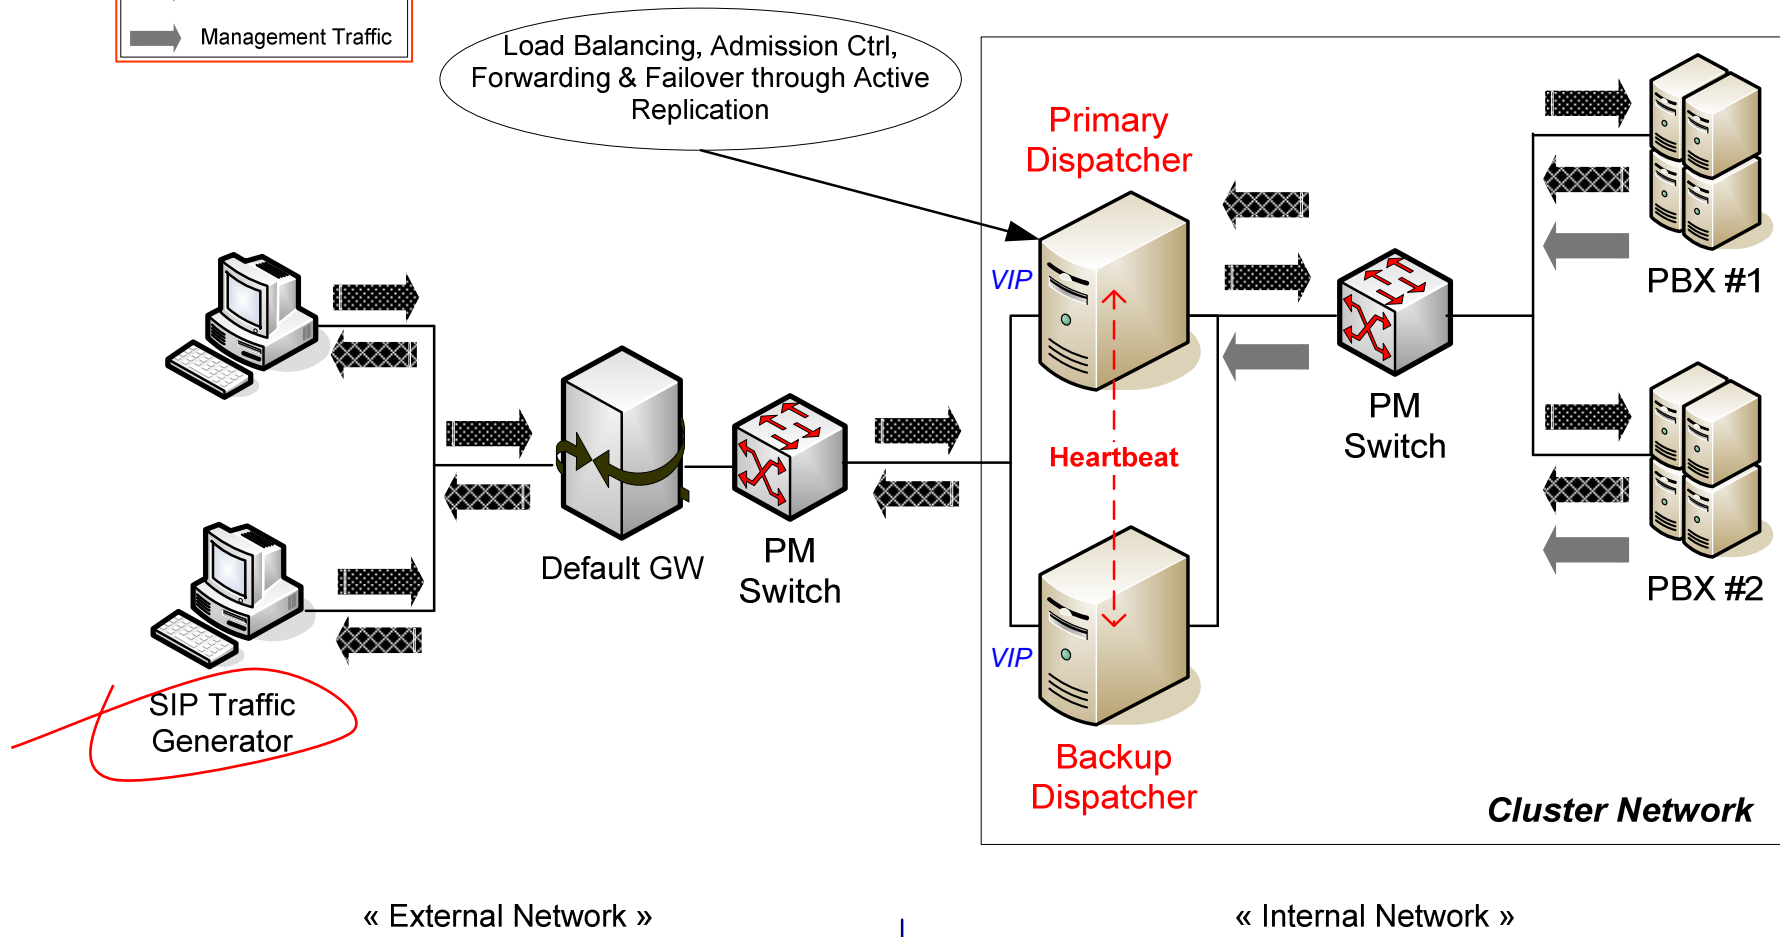 Management Traffic
Load Balancing, Admission Ctrl,
Forwarding & Failover through Active
Replication
Primary
Dispatcher
VIP
PBX #1
PM
Switch
Heartbeat
Default GW
PM
Switch
PBX #2
VIP
SIP Traffic
Generator
Backup
Dispatcher
Cluster Network
« External Network »
« Internal Network »